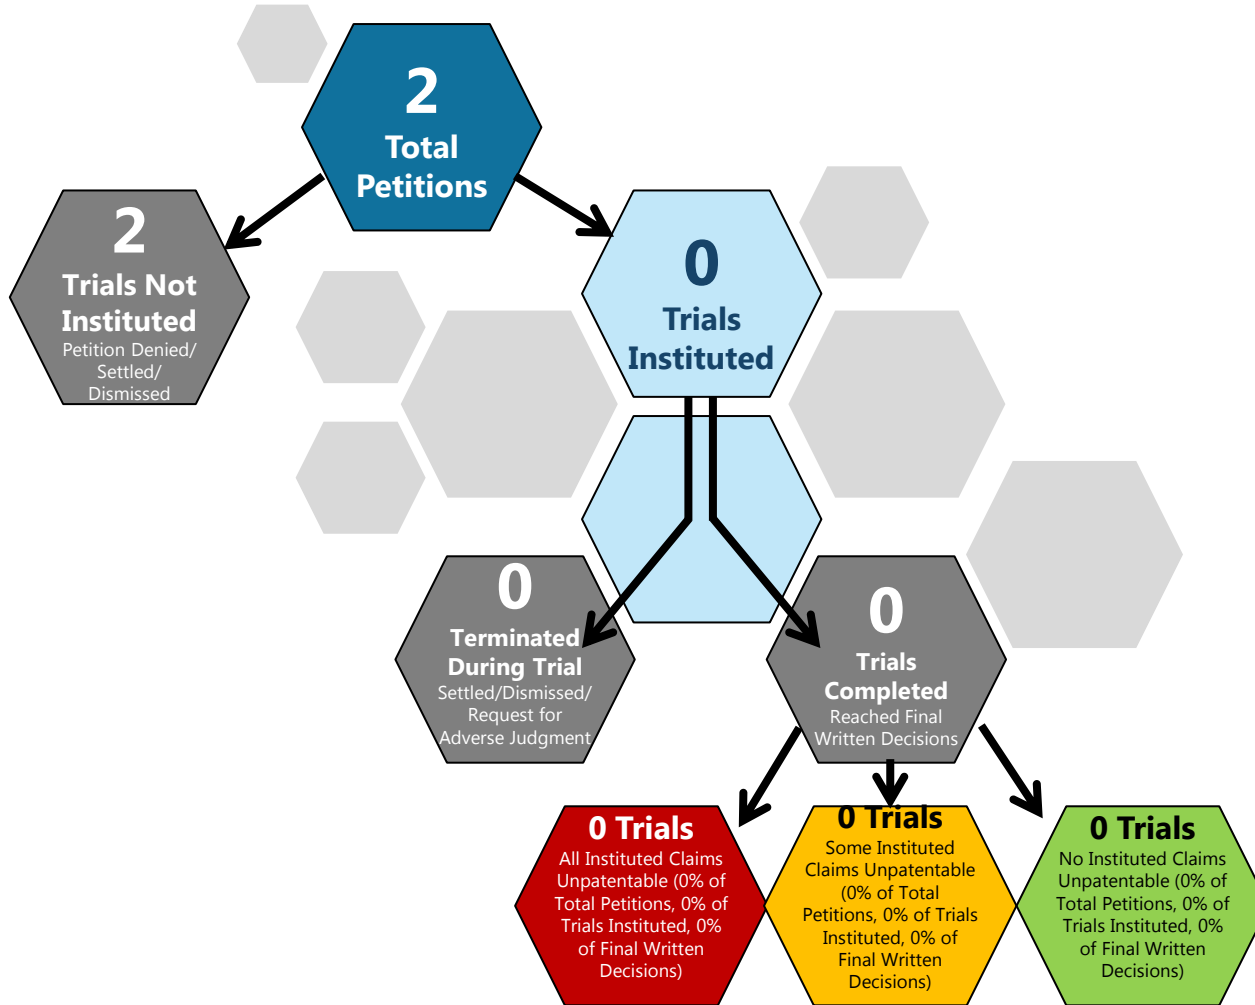 2
Total
Petitions
2
Trials Not
Instituted
Petition Denied/
Settled/
Dismissed
0
Trials
Instituted
0
Terminated
During Trial
Settled/Dismissed/
Request for
Adverse Judgment
0
Trials
Completed
Reached Final
Written Decisions
0 Trials
All Instituted Claims
Unpatentable (0% of
Total Petitions, 0% of
Trials Instituted, 0%
of Final Written
Decisions)
0 Trials
Some Instituted
Claims Unpatentable
(0% of Total
Petitions, 0% of Trials
Instituted, 0% of
Final Written
Decisions)
0 Trials
No Instituted Claims
Unpatentable (0% of
Total Petitions, 0% of
Trials Instituted, 0%
of Final Written
Decisions)